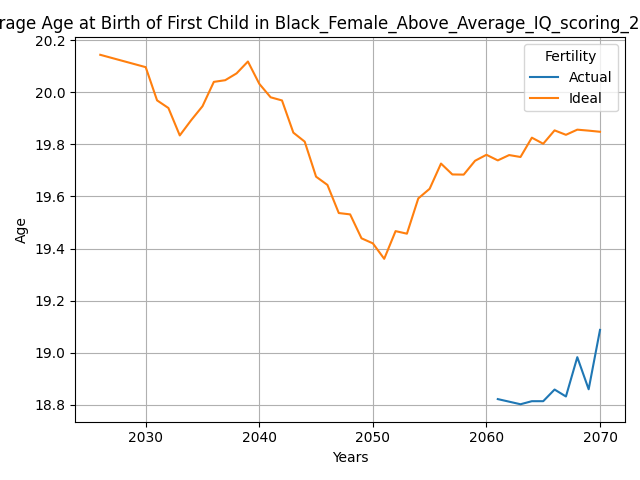 rage Age at Birth of First Child in Black_Female_Above_Average_IQ_scoring_2
Fertility
Actual
Ideal
Age
20.2
20.0
19.8
19.6
19.4
19.2
19.0
18.8
2030 2040 2050 2060 2070
Years